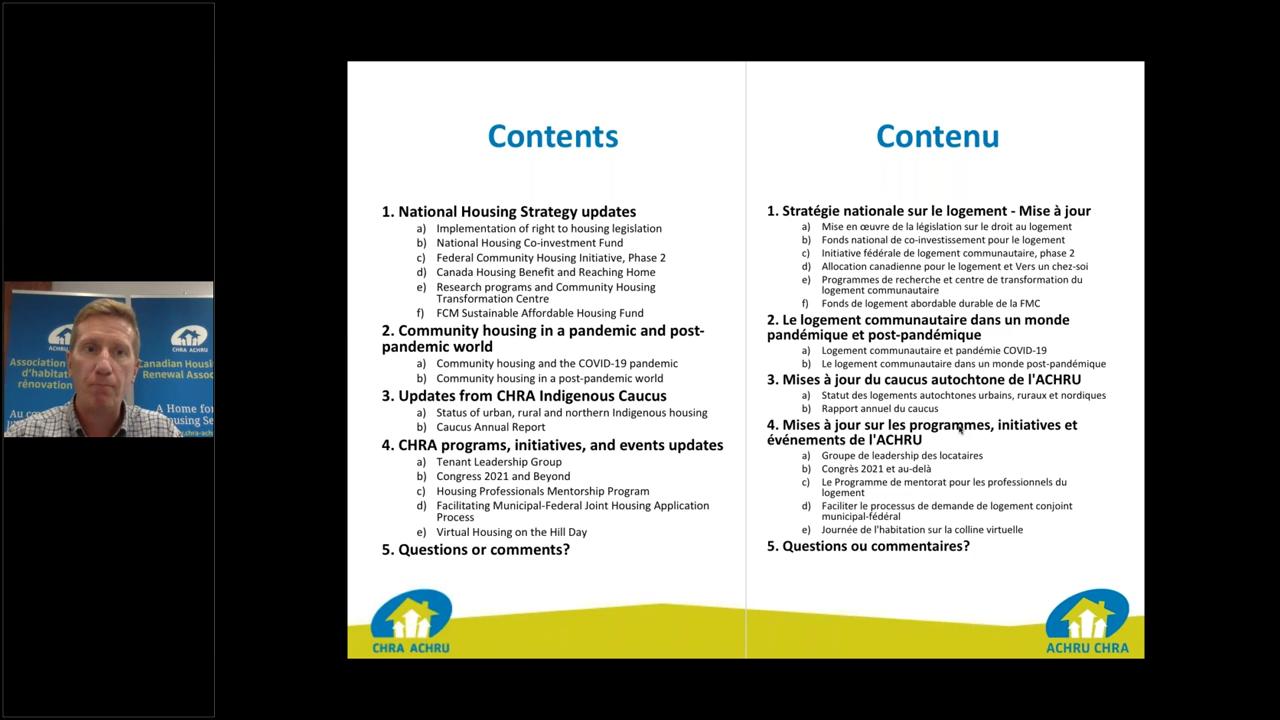 Association
d'habitat
rénovation
Au co
CHRA ACHRU
Canadian Hous
Renewal Assoc
A Home for
Contents
1. National Housing Strategy updates
a) Implementation of right to housing legislation
b) National Housing Co-investment Fund
c) Federal Community Housing Initiative, Phase 2
d) Canada Housing Benefit and Reaching Home
e) Research programs and Community Housing
Transformation Centre
f) FCM Sustainable Affordable Housing Fund
2. Community housing in a pandemic and post-
pandemic world
a) Community housing and the COVID-19 pandemic
b) Community housing in a post-pandemic world
3. Updates from CHRA Indigenous Caucus
a) Status of urban, rural and northern Indigenous housing
b) Caucus Annual Report
4. CHRA programs, initiatives, and events updates
a) Tenant Leadership Group
b) Congress 2021 and Beyond
c) Housing Professionals Mentorship Program
d) Facilitating Municipal-Federal Joint Housing Application
Process
e) Virtual Housing on the Hill Day
5. Questions or comments?
CHRA ACHRU
Contenu
1. Stratégie nationale sur le logement - Mise à jour
a) Mise en œuvre de la législation sur le droit au logement
b) Fonds national de co-investissement pour le logement
c) Initiative fédérale de logement communautaire, phase 2
d) Allocation canadienne pour le logement et Vers un chez-soi
e) Programmes de recherche et centre de transformation du
logement communautaire
f) Fonds de logement abordable durable de la FMC
2. Le logement communautaire dans un monde
pandémique et post-pandémique
a) Logement communautaire et pandémie COVID-19
b) Le logement communautaire dans un monde post-pandémique
3. Mises à jour du caucus autochtone de l'ACHRU
a) Statut des logements autochtones urbains, ruraux et nordiques
b) Rapport annuel du caucus
4. Mises à jour sur les programmes, initiatives et
événements de l'ACHRU
a) Groupe de leadership des locataires
b) Congrès 2021 et au-delà
c) Le Programme de mentorat pour les professionnels du
logement
d) Faciliter le processus de demande de logement conjoint
municipal-fédéral
e) Journée de l'habitation sur la colline virtuelle
5. Questions ou commentaires?
ACHRU CHRA